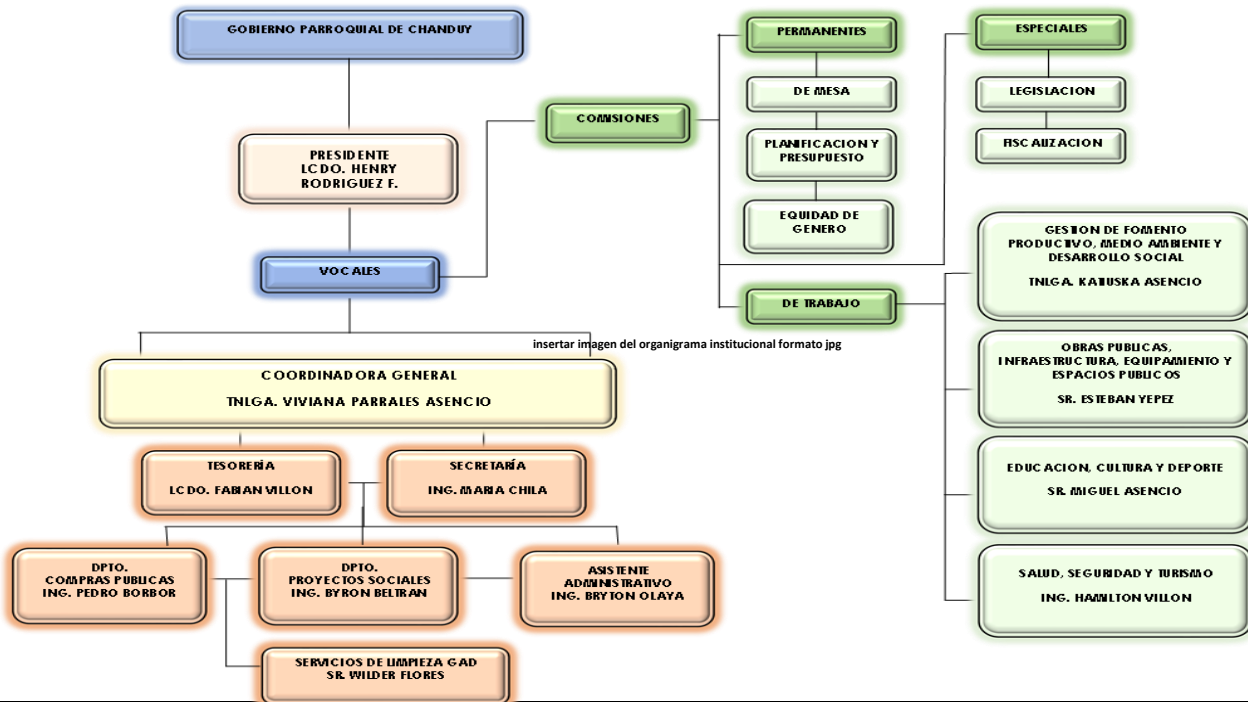 GOBIERNO PARROQUIAL DE CHANDUY
PRESIDENTE
LCDO. HENRY
RODRIGUEZ F.
VOCALES
COMISIONES
PERMANENTES
DE MESA
PLANIFICACION Y
PRESUPUESTO
EQUIDAD DE
GENERO
ESPECIALES
LEGISLACION
FISCALIZACION
DE TRABAJO
GESTION DE FOMENTO
PRODUCTIVO, MEDIO AMBIENTE Y
DESARROLLO SOCIAL
TNLGA. KATIUSKA ASENCIO
OBRAS PUBLICAS,
INFRAESTRUCTURA, EQUIPAMIENTO Y
ESPACIOS PUBLICOS
SR. ESTEBAN YEPEZ
EDUCACION, CULTURA Y DEPORTE
SR. MIGUEL ASENCIO
SALUD, SEGURIDAD Y TURISMO
ING. HAMILTON VILLON
insertar imagen del organigrama institucional formato jpg
COORDINADORA GENERAL
TNLGA. VIVIANA PARRALES ASENCIO
TESORERÍA
LCDO. FABIAN VILLON
SECRETARÍA
ING. MARIA CHILA
DPTO.
COMPRAS PUBLICAS
ING. PEDRO BORBOR
DPTO.
PROYECTOS SOCIALES
ING. BYRON BELTRAN
ASISTENTE
ADMINISTRATIVO
ING. BRYTON OLAYA
SERVICIOS DE LIMPIEZA GAD
SR. WILDER FLORES